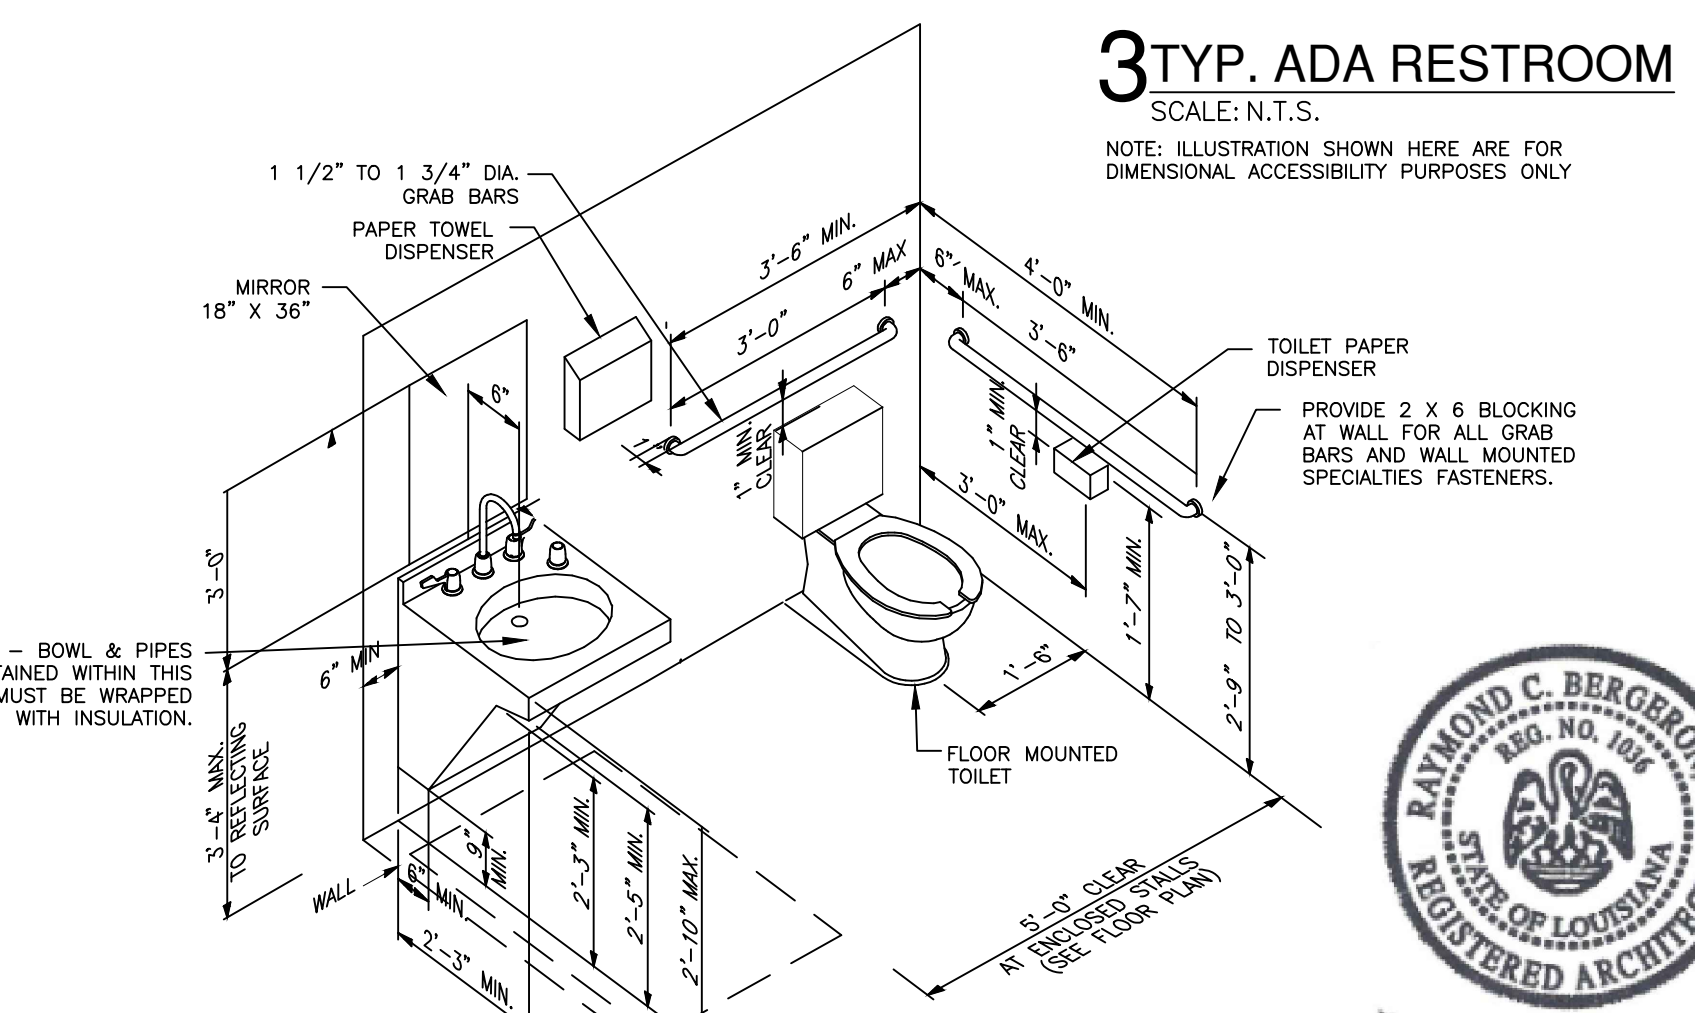 3 TYP. ADA RESTROOM
SCALE: N.T.S.
NOTE: ILLUSTRATION SHOWN HERE ARE FOR
DIMENSIONAL ACCESSIBILITY PURPOSES ONLY
1 1/2" TO 1 3/4" DIA.
GRAB BARS
PAPER TOWEL
DISPENSER
MIRROR
18" X 36"
3'-6" MIN.
6" MAX
3'-0"
6" MAX.
4'-0" MIN.
3'-6"
TOILET PAPER
DISPENSER
PROVIDE 2 X 6 BLOCKING
AT WALL FOR ALL GRAB
BARS AND WALL MOUNTED
SPECIALTIES FASTENERS.
6"
1" MIN.
CLEAR
1" MIN.
CLEAR
3'-0" MAX.
1'-7" MIN.
2'-9" TO 3'-0"
3'-0"
- BOWL & PIPES
TAINED WITHIN THIS
MUST BE WRAPPED
WITH INSULATION.
6" MIN
3'-4" MAX.
TO REFLECTING
SURFACE
1'-6"
FLOOR MOUNTED
TOILET
WALL
9"
MIN.
6" MIN.
2'-3" MIN.
2'-3" MIN.
2'-5" MIN.
2'-10" MAX.
5'-0" CLEAR
AT ENCLOSED STALLS
(SEE FLOOR PLAN)
RAYMOND C. BERGERON
REG. NO. 1036
STATE OF LOUISIANA
REGISTERED ARCHITE